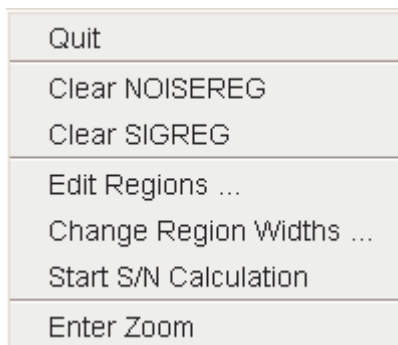 Quit
Clear NOISEREG
Clear SIGREG
Edit Regions ...
Change Region Widths ...
Start S/N Calculation
Enter Zoom